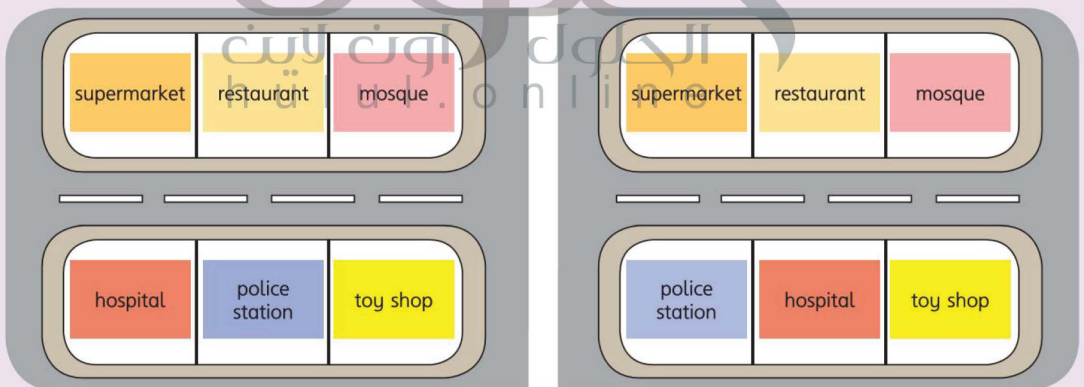 حلول اون لاين
hulul.online
supermarket restaurant mosque
hospital police station toy shop
supermarket restaurant mosque
police station hospital toy shop